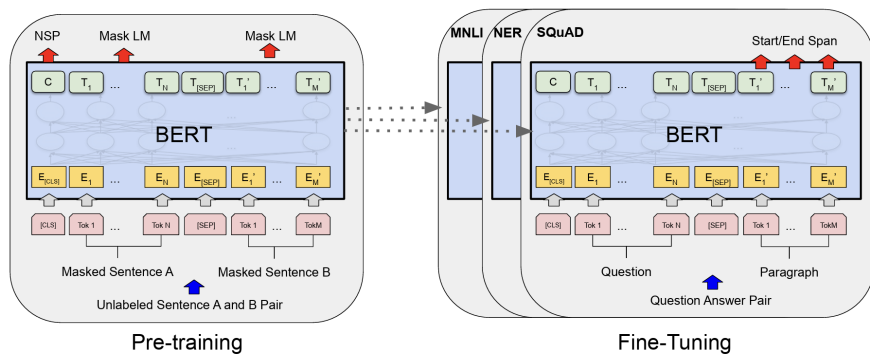 NSP Mask LM Mask LM
C T1 ... TN T[SEP] T1' ... TM'
BERT
E[CLS] E1 ... EN E[SEP] E1' ... EM'
[CLS] Tok 1 ... Tok N [SEP] Tok 1 ... TokM
Masked Sentence A Masked Sentence B
Unlabeled Sentence A and B Pair
Pre-training
MNLI NER SQuAD
Start/End Span
C T1 ... TN T[SEP] T1' ... TM'
BERT
E[CLS] E1 ... EN E[SEP] E1' ... EM'
[CLS] Tok 1 ... Tok N [SEP] Tok 1 ... TokM
Question Paragraph
Question Answer Pair
Fine-Tuning